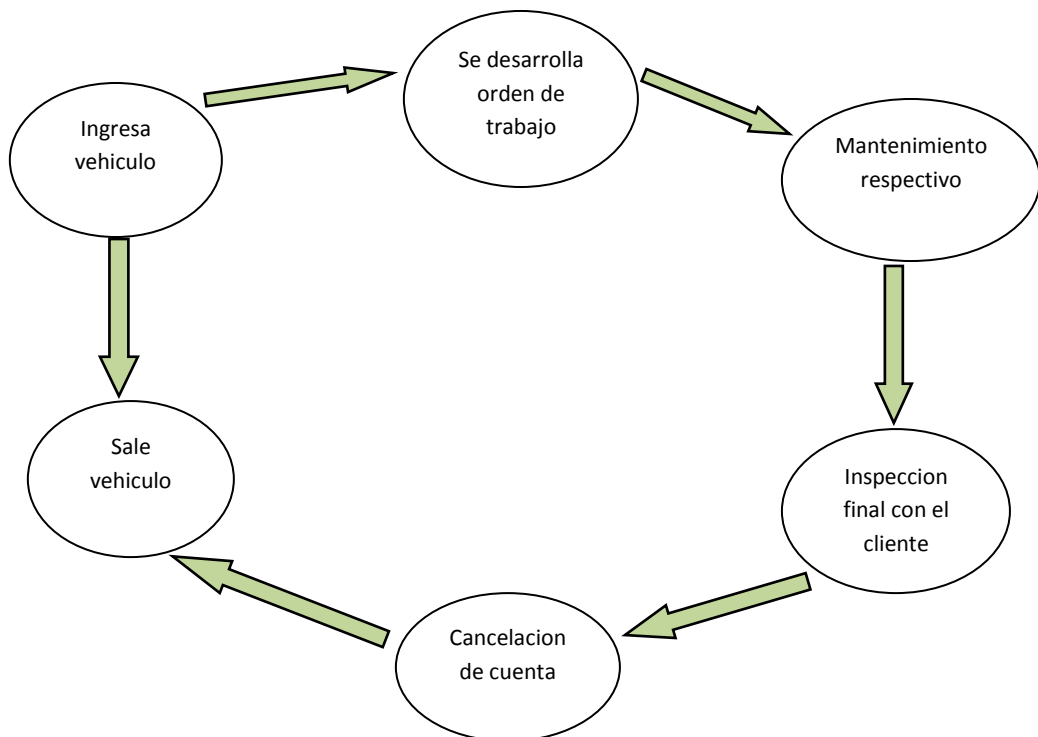 Ingresa
vehiculo
Se desarrolla
orden de
trabajo
Mantenimiento
respectivo
Inspeccion
final con el
cliente
Cancelacion
de cuenta
Sale
vehiculo